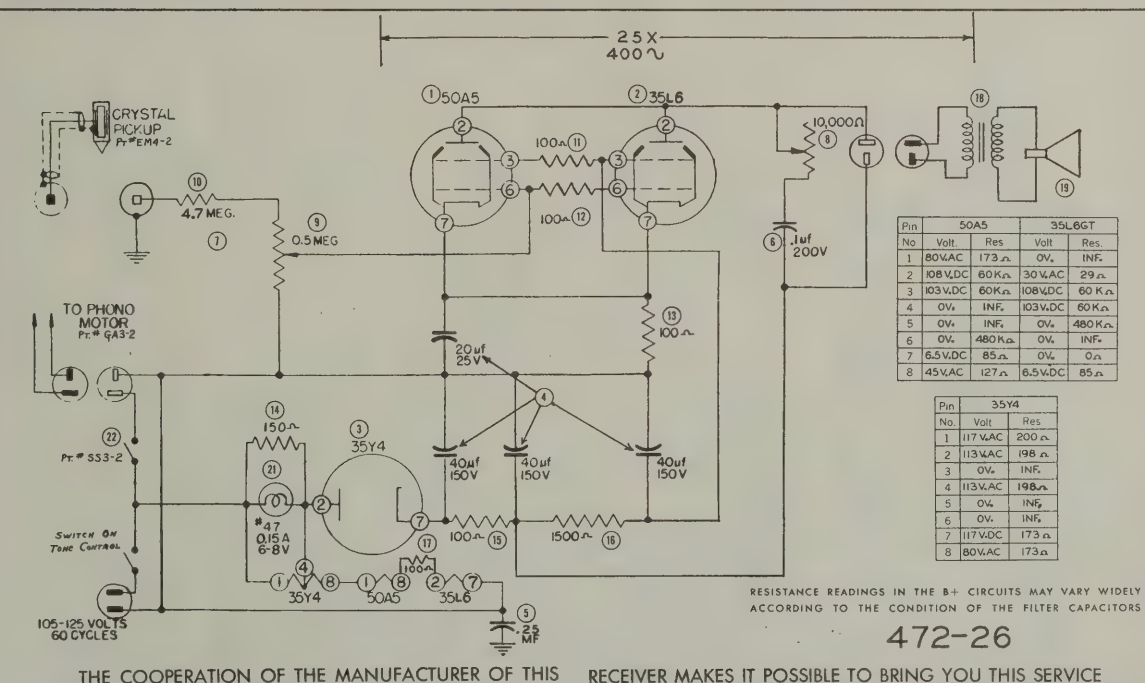 25X
400∿
CRYSTAL
PICKUP
PT#EM4-2
① 50A5
② 35L6
⑩
4.7 MEG.
⑦
⑨
0.5 MEG
100Ω ⑪
100Ω ⑫
2
3
6
7
2
3
6
7
10,000Ω
⑧
⑥ .1uf
200V
⑱
⑲
TO PHONO
MOTOR
PT.# GA3-2
⑬
100Ω
20uf
25V
④
㉒
PT.# SS3-2
⑭
150Ω
㉑
#47
0.15A
6-8V
③
35Y4
2
7
40uf
150V
40uf
150V
40uf
150V
100Ω ⑮
1500Ω ⑯
⑰
100Ω
SWITCH ON
TONE CONTROL
1 4 8 1 8 2 7
35Y4 50A5 35L6
⑤
.25
MF
105-125 VOLTS
60 CYCLES
Pin 50A5 35L6GT
No Volt. Res Volt Res.
1 80V.AC 173Ω 0V. INF.
2 108V.DC 60KΩ 30V.AC 29Ω
3 103V.DC 60KΩ 108V.DC 60KΩ
4 0V. INF. 103V.DC 60KΩ
5 0V. INF. 0V. 480KΩ
6 0V. 480KΩ 0V. INF.
7 6.5V.DC 85Ω 0V. 0Ω
8 45V.AC 127Ω 6.5V.DC 85Ω
Pin 35Y4
No. Volt Res
1 117V.AC 200Ω
2 113V.AC 198Ω
3 0V. INF.
4 113V.AC 198Ω
5 0V. INF.
6 0V. INF.
7 117V.DC 173Ω
8 80V.AC 173Ω
RESISTANCE READINGS IN THE B+ CIRCUITS MAY VARY WIDELY
ACCORDING TO THE CONDITION OF THE FILTER CAPACITORS
472-26
THE COOPERATION OF THE MANUFACTURER OF THIS RECEIVER MAKES IT POSSIBLE TO BRING YOU THIS SERVICE